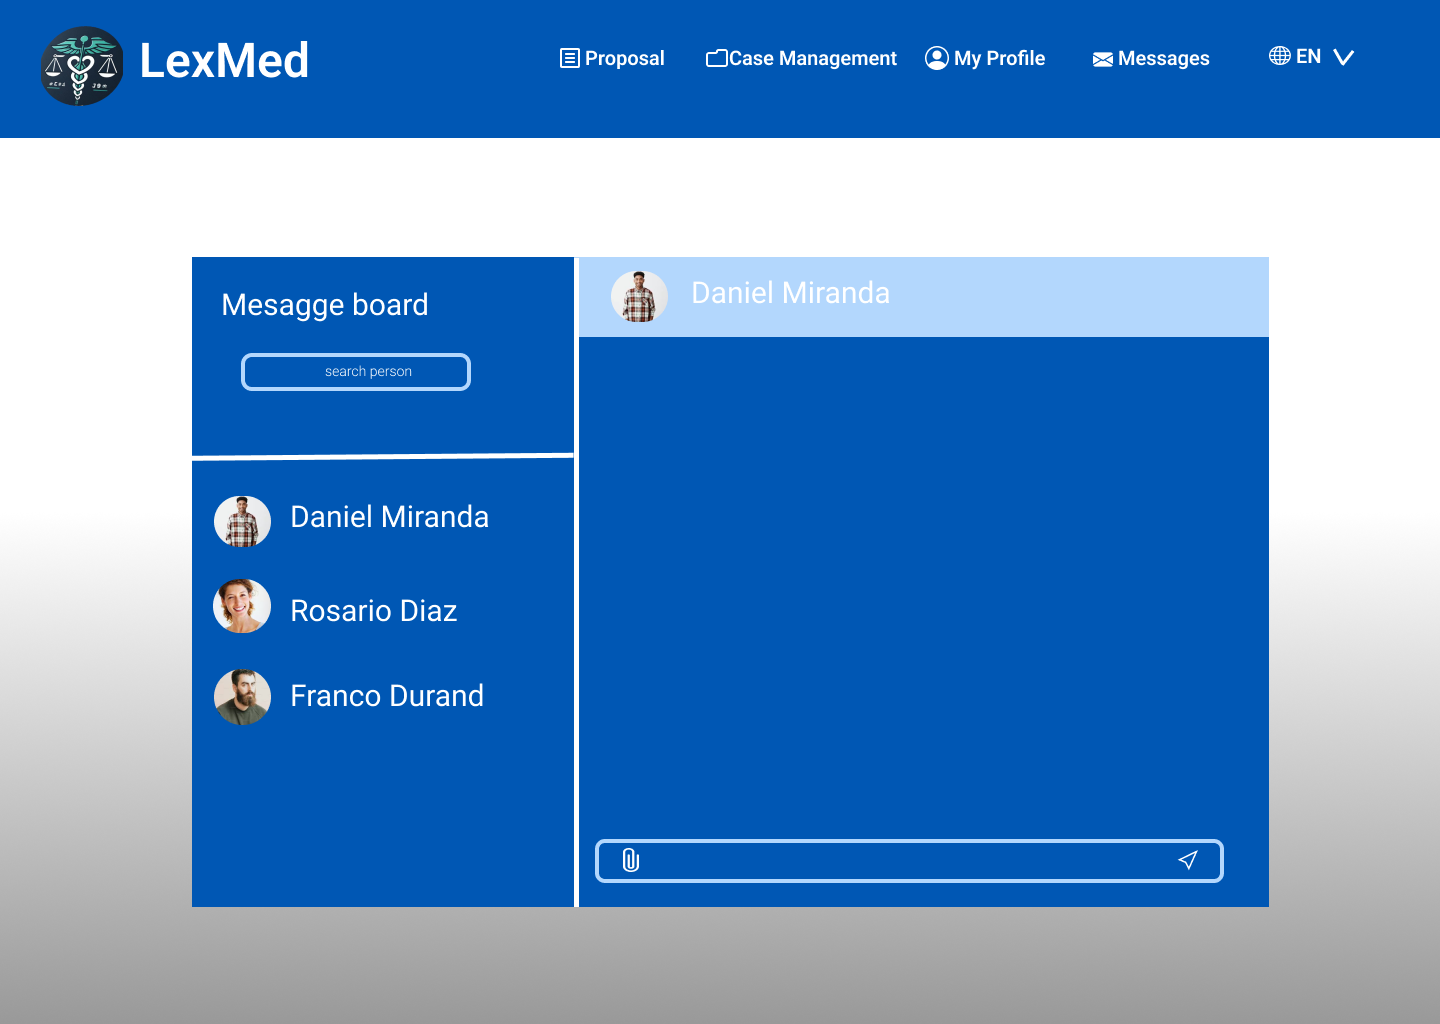 LexMed
Proposal
Case Management
My Profile
Messages
EN
Mesagge board
search person
Daniel Miranda
Rosario Diaz
Franco Durand
Daniel Miranda